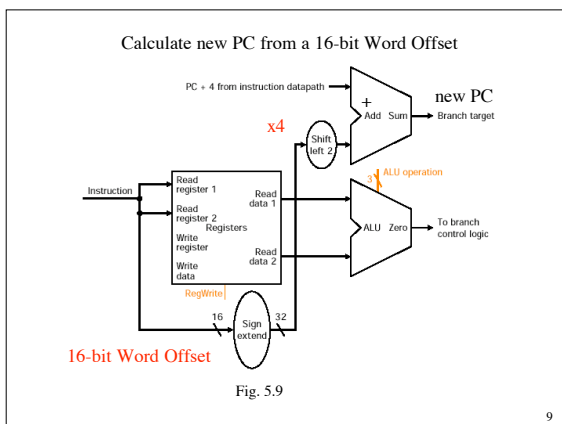 Calculate new PC from a 16-bit Word Offset
PC + 4 from instruction datapath
new PC
+
Add Sum
Branch target
x4
Shift
left 2
3
ALU operation
Instruction
Read
register 1
Read
register 2
Registers
Write
register
Write
data
Read
data 1
Read
data 2
ALU Zero
To branch
control logic
RegWrite
16
Sign
extend
32
16-bit Word Offset
Fig. 5.9
9